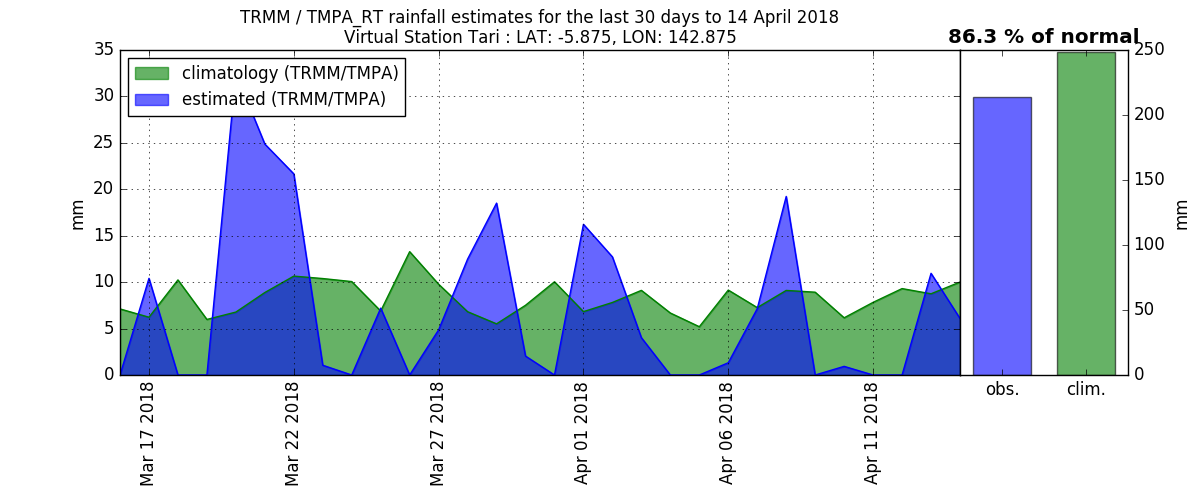 TRMM / TMPA_RT rainfall estimates for the last 30 days to 14 April 2018
Virtual Station Tari : LAT: -5.875, LON: 142.875
86.3 % of normal
climatology (TRMM/TMPA)
estimated (TRMM/TMPA)
35
30
25
20
15
10
5
0
mm
Mar 17 2018
Mar 22 2018
Mar 27 2018
Apr 01 2018
Apr 06 2018
Apr 11 2018
obs.
clim.
250
200
150
100
50
0
mm